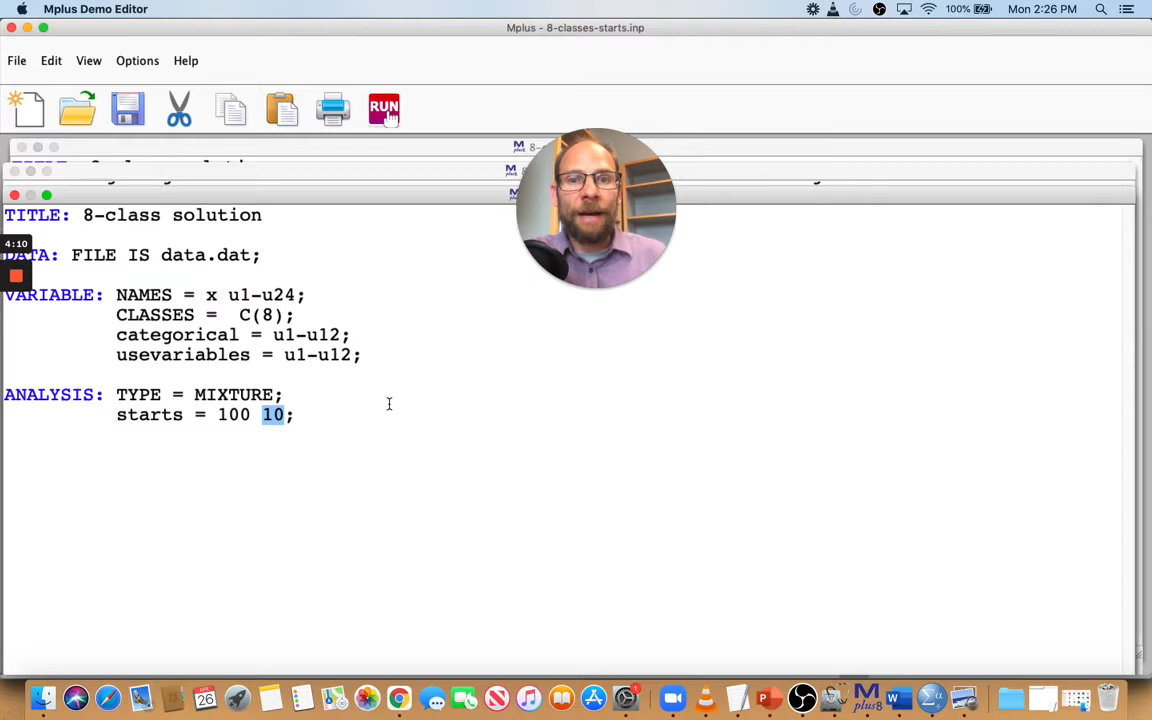 Mplus Demo Editor
100%
Mon 2:26 PM
Mplus - 8-classes-starts.inp
File Edit View Options Help
RUN
TITLE: 8-class solution
4:10
DATA: FILE IS data.dat;
VARIABLE: NAMES = x u1-u24;
CLASSES = C(8);
categorical = u1-u12;
usevariables = u1-u12;
ANALYSIS: TYPE = MIXTURE;
starts = 100 10;